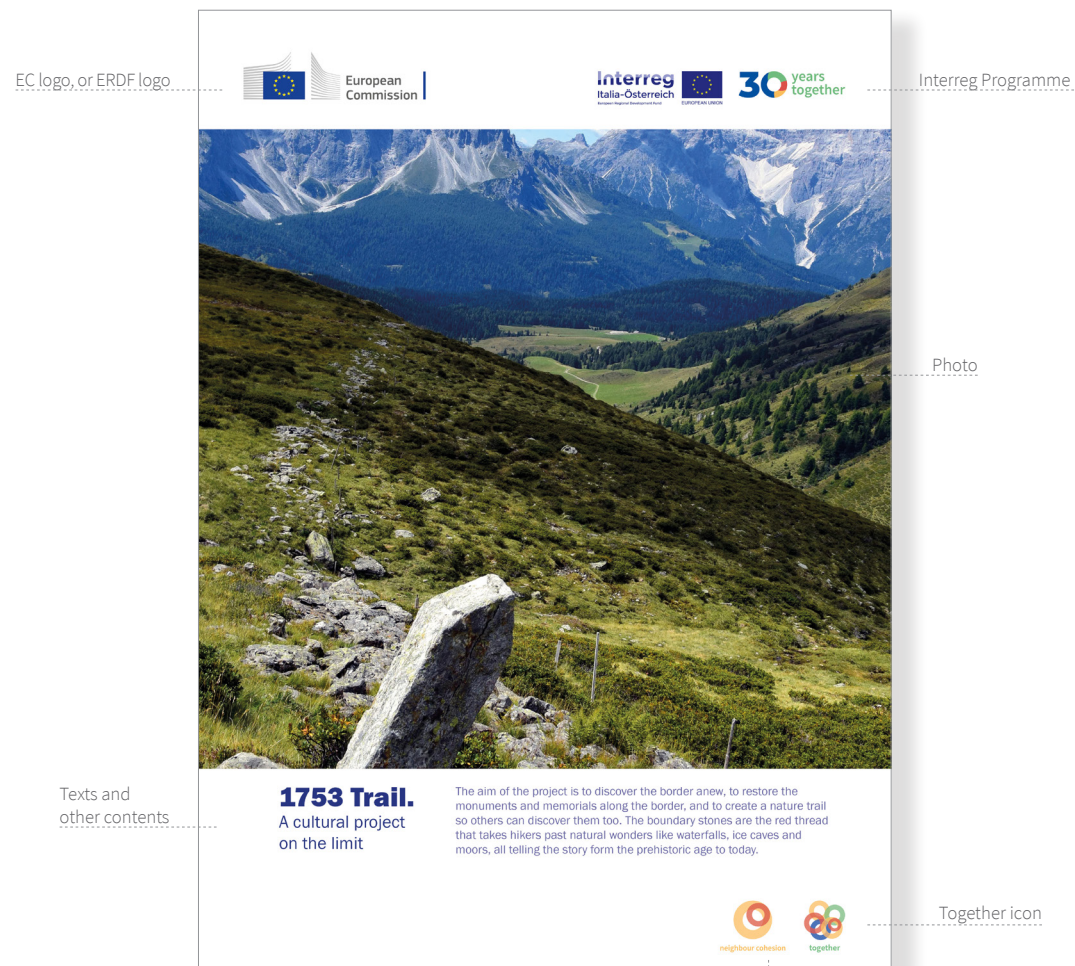 EC logo, or ERDF logo
European
Commission
Interreg
Italia-Österreich
European Regional Development Fund
EUROPEAN UNION
30 years
together
Interreg Programme
Photo
Texts and
other contents
1753 Trail.
A cultural project
on the limit
The aim of the project is to discover the border anew, to restore the
monuments and memorials along the border, and to create a nature trail
so others can discover them too. The boundary stones are the red thread
that takes hikers past natural wonders like waterfalls, ice caves and
moors, all telling the story form the prehistoric age to today.
Together icon
neighbour cohesion
together